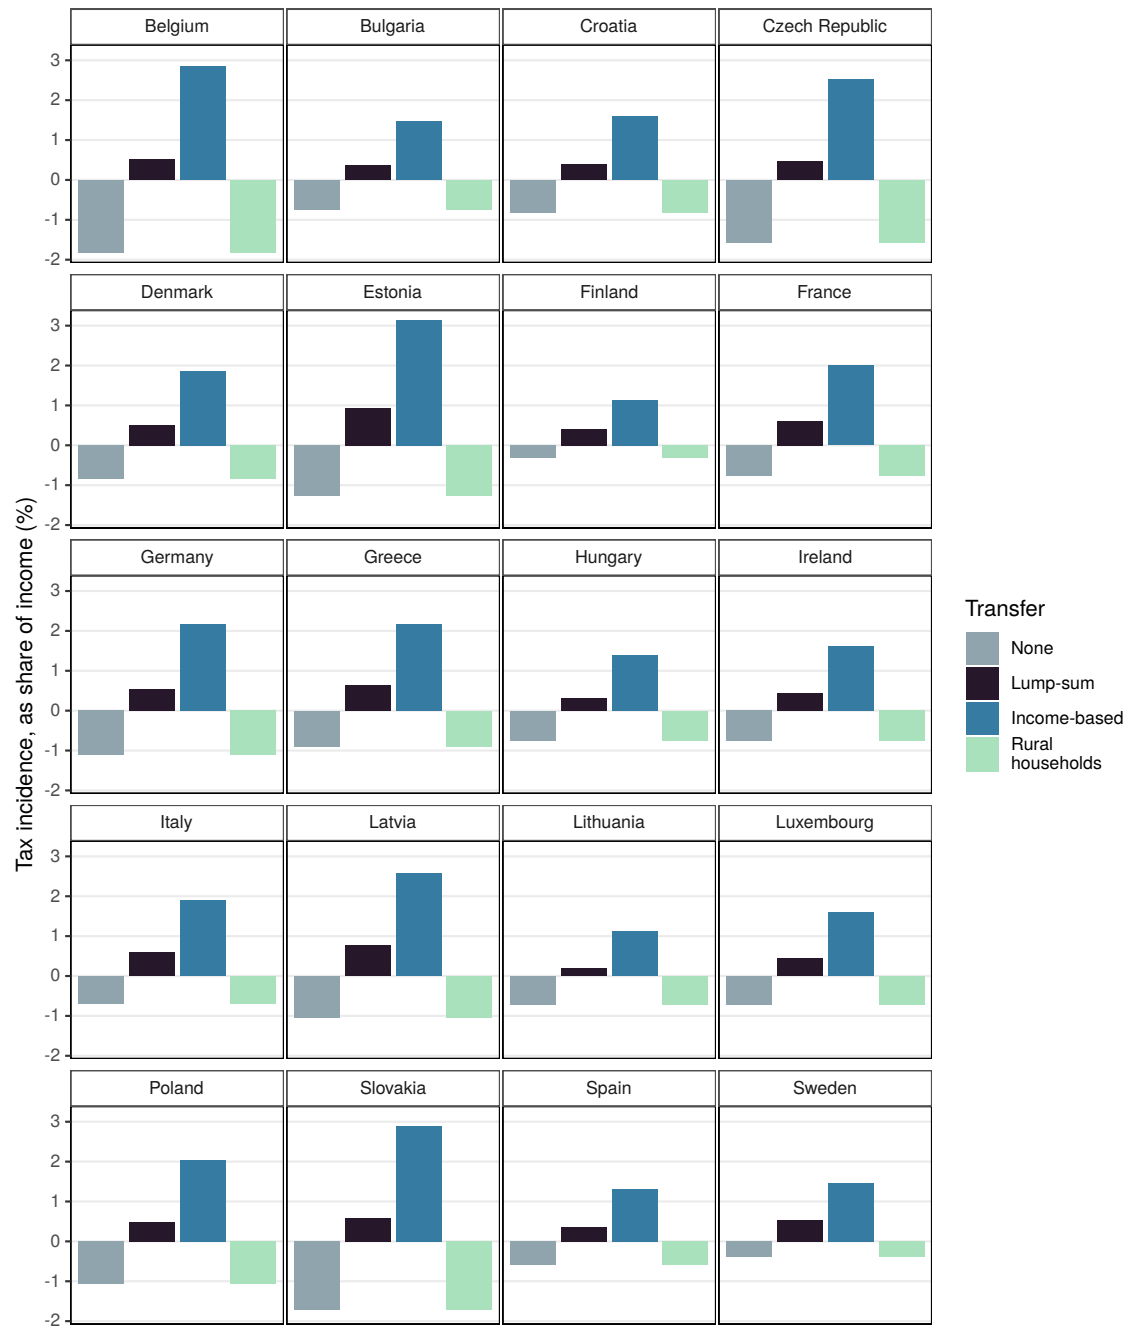 Belgium Bulgaria Croatia Czech Republic
3
2
1
0
-1
-2
Denmark Estonia Finland France
3
2
1
0
-1
-2
Germany Greece Hungary Ireland
3
2
1
0
-1
-2
Italy Latvia Lithuania Luxembourg
3
2
1
0
-1
-2
Poland Slovakia Spain Sweden
3
2
1
0
-1
-2
Tax incidence, as share of income (%)
Transfer
None
Lump-sum
Income-based
Rural
households